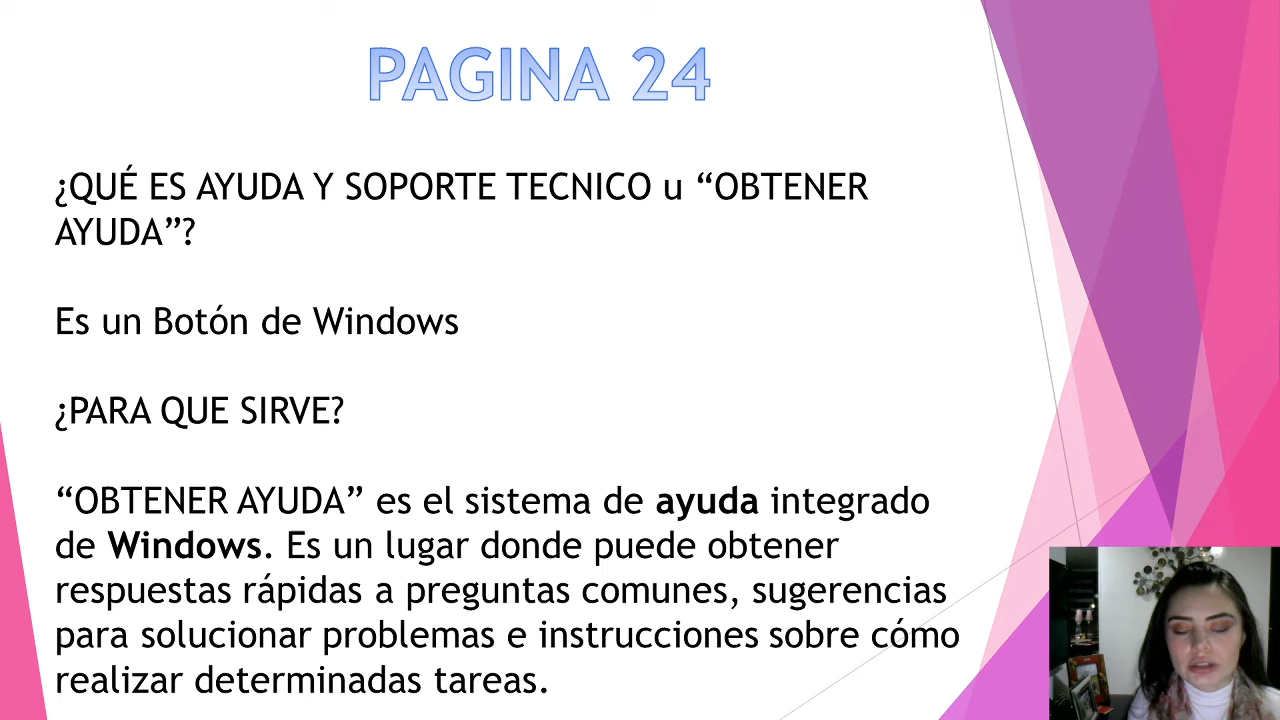 PAGINA 24
¿QUÉ ES AYUDA Y SOPORTE TECNICO u “OBTENER
AYUDA”?
Es un Botón de Windows
¿PARA QUE SIRVE?
“OBTENER AYUDA” es el sistema de ayuda integrado
de Windows. Es un lugar donde puede obtener
respuestas rápidas a preguntas comunes, sugerencias
para solucionar problemas e instrucciones sobre cómo
realizar determinadas tareas.